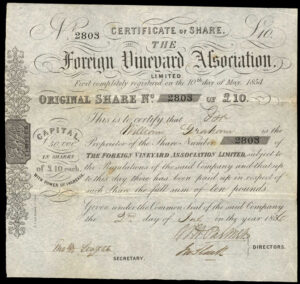 No 2803 CERTIFICATE OF SHARE. £10.
THE
Foreign Vineyard Association.
LIMITED
First completely registered on the 10th day of May, 1851
ORIGINAL SHARE No 2803 OF £10.
This is to certify that
William Graham is the
Proprietor of the Share Number 2803 of
THE FOREIGN VINEYARD ASSOCIATION LIMITED, subject to
the Regulations of the said Company and that up
to this day there has been paid up in respect of
such Share the full sum of ten pounds.
Given under the Common Seal of the said Company
the 2nd day of in the year
CAPITAL
IN SHARES
OF £10 each.
WITH POWER TO INCREASE
DIRECTORS.
SECRETARY.